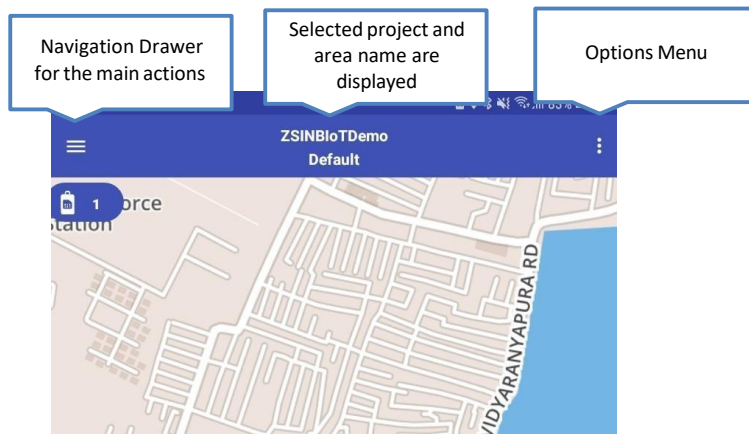 Navigation Drawer
for the main actions
Selected project and
area name are
displayed
Options Menu
ZSINBIoTDemo
Default
1
orce
Station
VIDYARANYAPURA RD